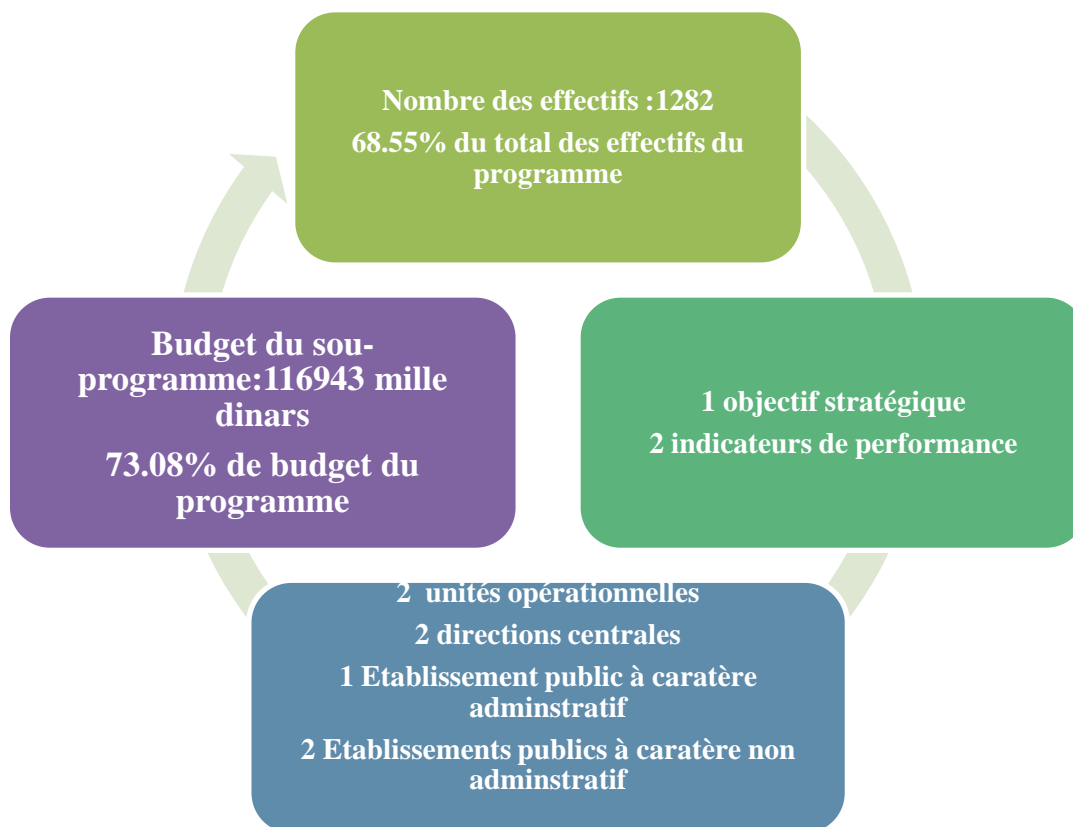 Nombre des effectifs :1282
68.55% du total des effectifs du
programme
Budget du sou-
programme:116943 mille
dinars
73.08% de budget du
programme
1 objectif stratégique
2 indicateurs de performance
2 unités opérationnelles
2 directions centrales
1 Etablissement public à caratère
adminstratif
2 Etablissements publics à caratère non
adminstratif